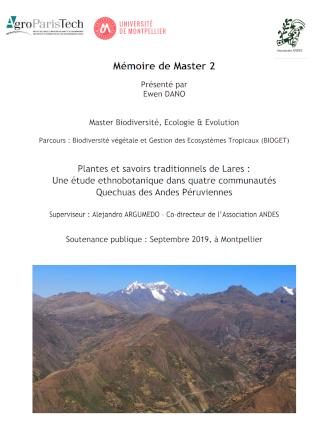 AgroParisTech
UNIVERSITÉ
DE MONTPELLIER
Mémoire de Master 2
Présenté par
Ewen DANO
Master Biodiversité, Ecologie & Evolution
Parcours : Biodiversité végétale et Gestion des Ecosystèmes Tropicaux (BIOGET)
Plantes et savoirs traditionnels de Lares :
Une étude ethnobotanique dans quatre communautés
Quechuas des Andes Péruviennes
Superviseur : Alejandro ARGUMEDO – Co-directeur de l’Association ANDES
Soutenance publique : Septembre 2019, à Montpellier